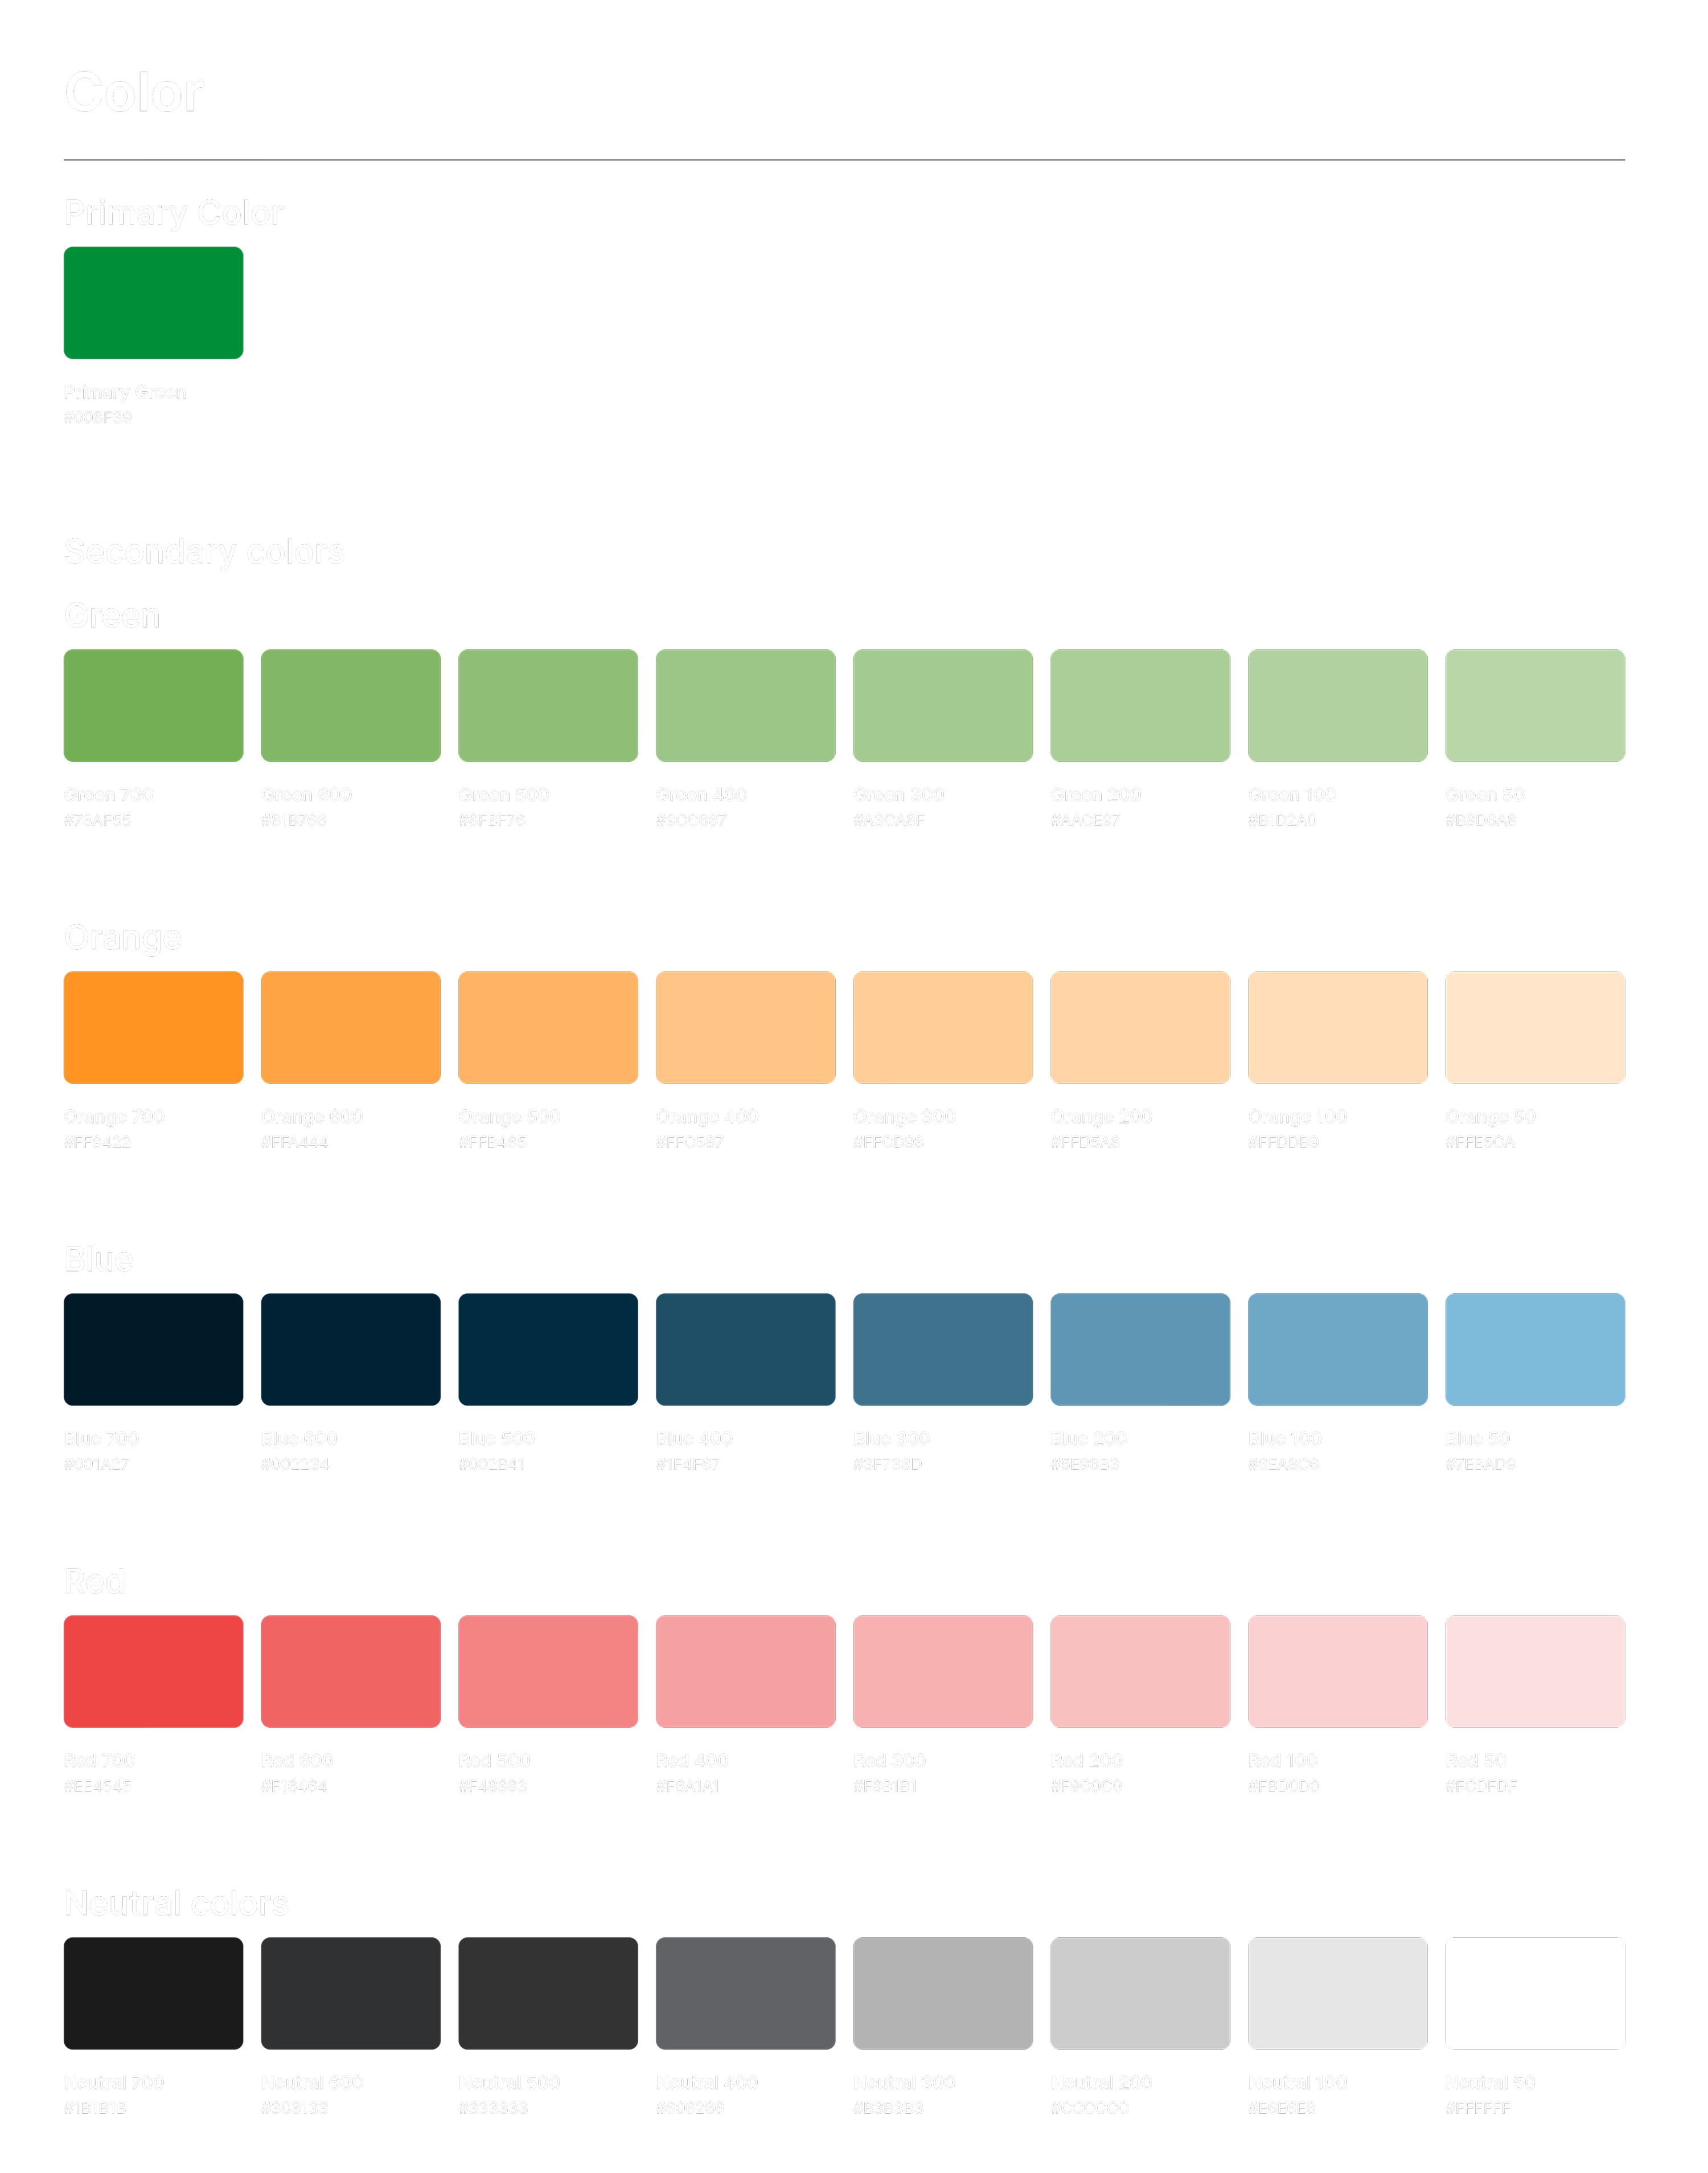 Color
Primary Color
Primary Green
#008F39
Secondary colors
Green
Green 700 Green 600 Green 500 Green 400 Green 300 Green 200 Green 100 Green 50
#73AF55 #81B766 #8FBF76 #9CC687 #A3CA8F #AACE97 #B1D2A0 #B8D6A8
Orange
Orange 700 Orange 600 Orange 500 Orange 400 Orange 300 Orange 200 Orange 100 Orange 50
#FF9422 #FFA444 #FFB465 #FFC587 #FFCD98 #FFD5A8 #FFDDB9 #FFE5CA
Blue
Blue 700 Blue 600 Blue 500 Blue 400 Blue 300 Blue 200 Blue 100 Blue 50
#001A27 #002234 #002B41 #1F4F67 #3F738D #5E96B3 #6EA8C6 #7EBAD9
Red
Red 700 Red 600 Red 500 Red 400 Red 300 Red 200 Red 100 Red 50
#EE4545 #F16464 #F48383 #F6A1A1 #F8B1B1 #F9C0C0 #FBD0D0 #FCDFDF
Neutral colors
Neutral 700 Neutral 600 Neutral 500 Neutral 400 Neutral 300 Neutral 200 Neutral 100 Neutral 50
#1B1B1B #303133 #333333 #606266 #B3B3B3 #CCCCCC #E6E6E6 #FFFFFF